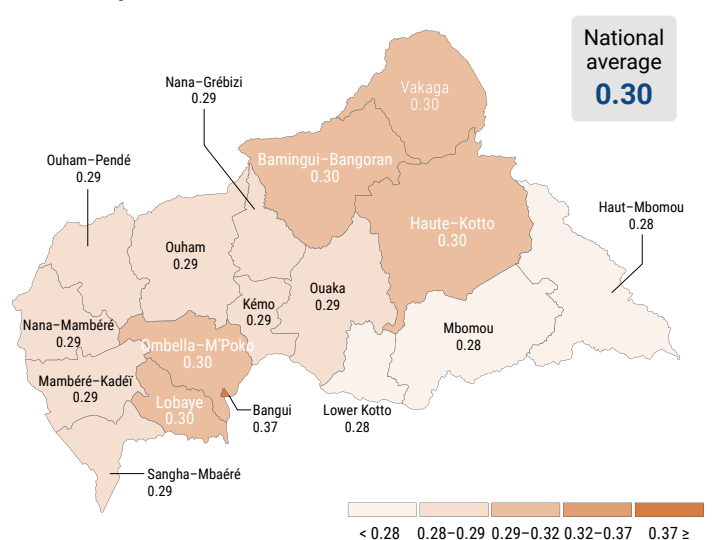 National
average
0.30
Vakaga
0.30
Nana–Grébizi
0.29
Bamingui–Bangoran
0.30
Ouham–Pendé
0.29
Haut–Mbomou
0.28
Haute–Kotto
0.30
Ouham
0.29
Ouaka
0.29
Kémo
0.29
Nana–Mambéré
0.29
Mbomou
0.28
Ombella–M'Poko
0.30
Mambéré–Kadéï
0.29
Lobaye
0.30
Bangui
0.37
Lower Kotto
0.28
Sangha–Mbaéré
0.29
< 0.28 0.28–0.29 0.29–0.32 0.32–0.37 0.37 ≥